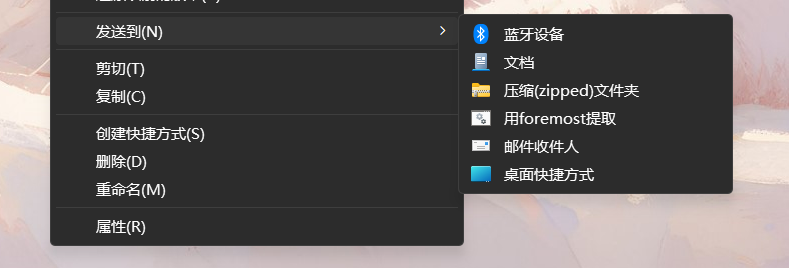 发送到(N)
剪切(T)
复制(C)
创建快捷方式(S)
删除(D)
重命名(M)
属性(R)
蓝牙设备
文档
压缩(zipped)文件夹
用foremost提取
邮件收件人
桌面快捷方式